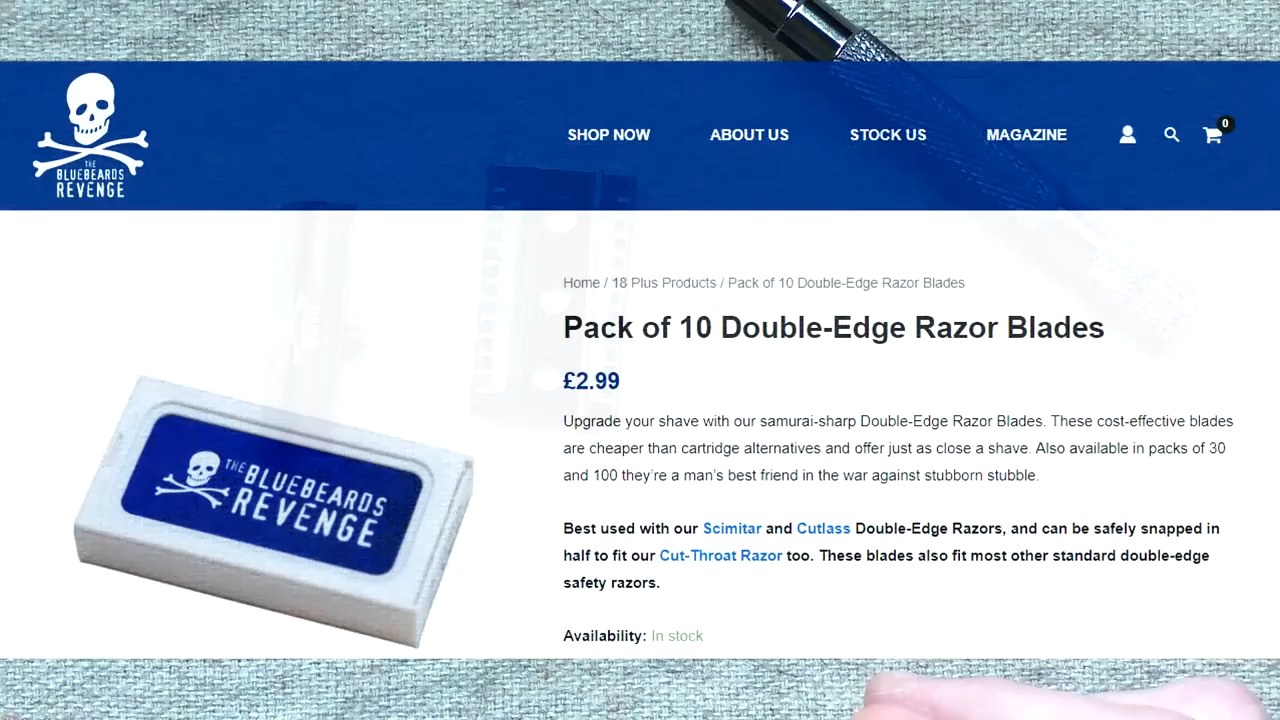 THE
BLUEBEARDS
REVENGE
SHOP NOW
ABOUT US
STOCK US
MAGAZINE
0
Home / 18 Plus Products / Pack of 10 Double-Edge Razor Blades
Pack of 10 Double-Edge Razor Blades
£2.99
Upgrade your shave with our samurai-sharp Double-Edge Razor Blades. These cost-effective blades
are cheaper than cartridge alternatives and offer just as close a shave. Also available in packs of 30
and 100 they're a man's best friend in the war against stubborn stubble.
Best used with our Scimitar and Cutlass Double-Edge Razors, and can be safely snapped in
half to fit our Cut-Throat Razor too. These blades also fit most other standard double-edge
safety razors.
Availability: In stock
THE BLUEBEARDS
REVENGE